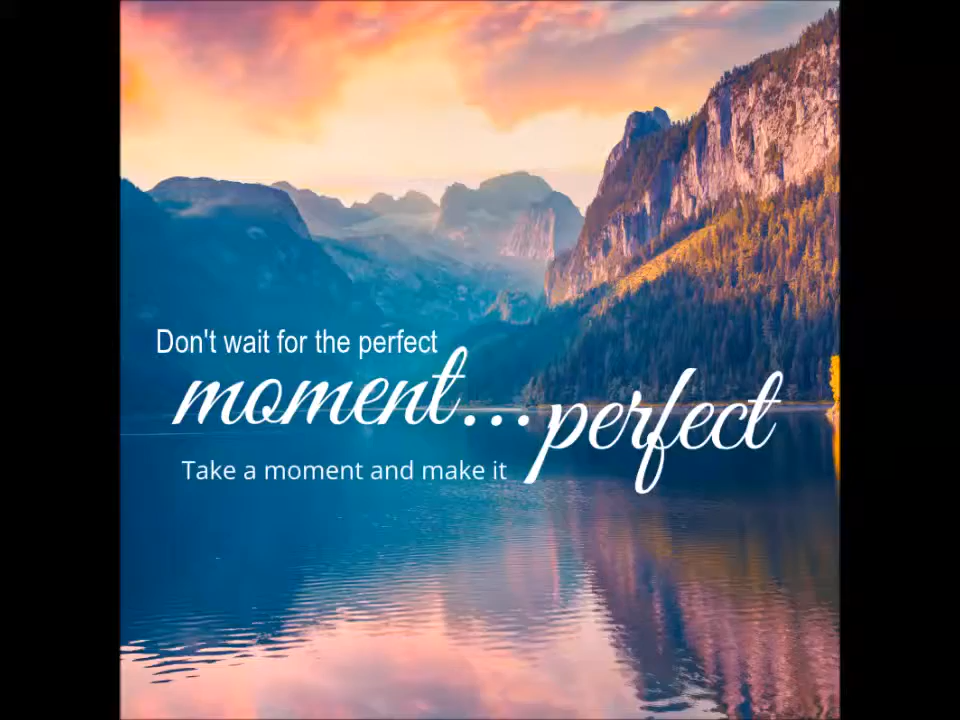 Don't wait for the perfect
moment...perfect
Take a moment and make it